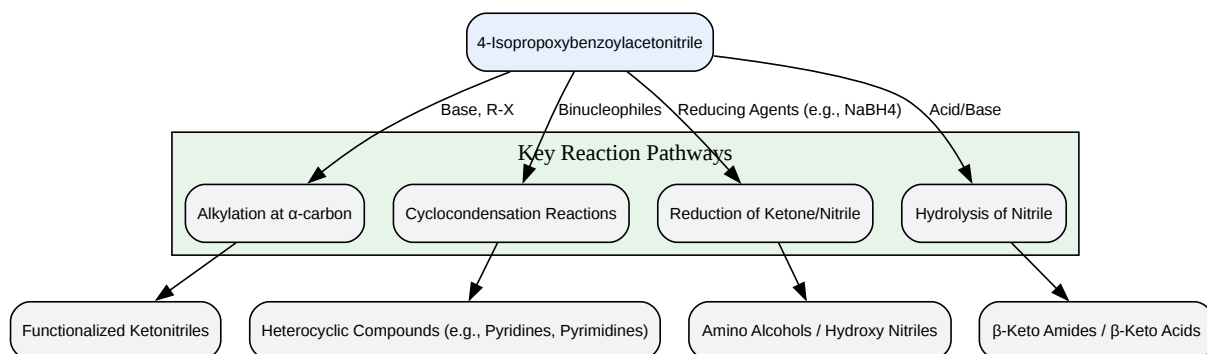 4-Isopropoxybenzoylacetonitrile
Base, R-X
Binucleophiles
Reducing Agents (e.g., NaBH4)
Acid/Base
Key Reaction Pathways
Alkylation at α-carbon
Cyclocondensation Reactions
Reduction of Ketone/Nitrile
Hydrolysis of Nitrile
Functionalized Ketonitriles
Heterocyclic Compounds (e.g., Pyridines, Pyrimidines)
Amino Alcohols / Hydroxy Nitriles
β-Keto Amides / β-Keto Acids